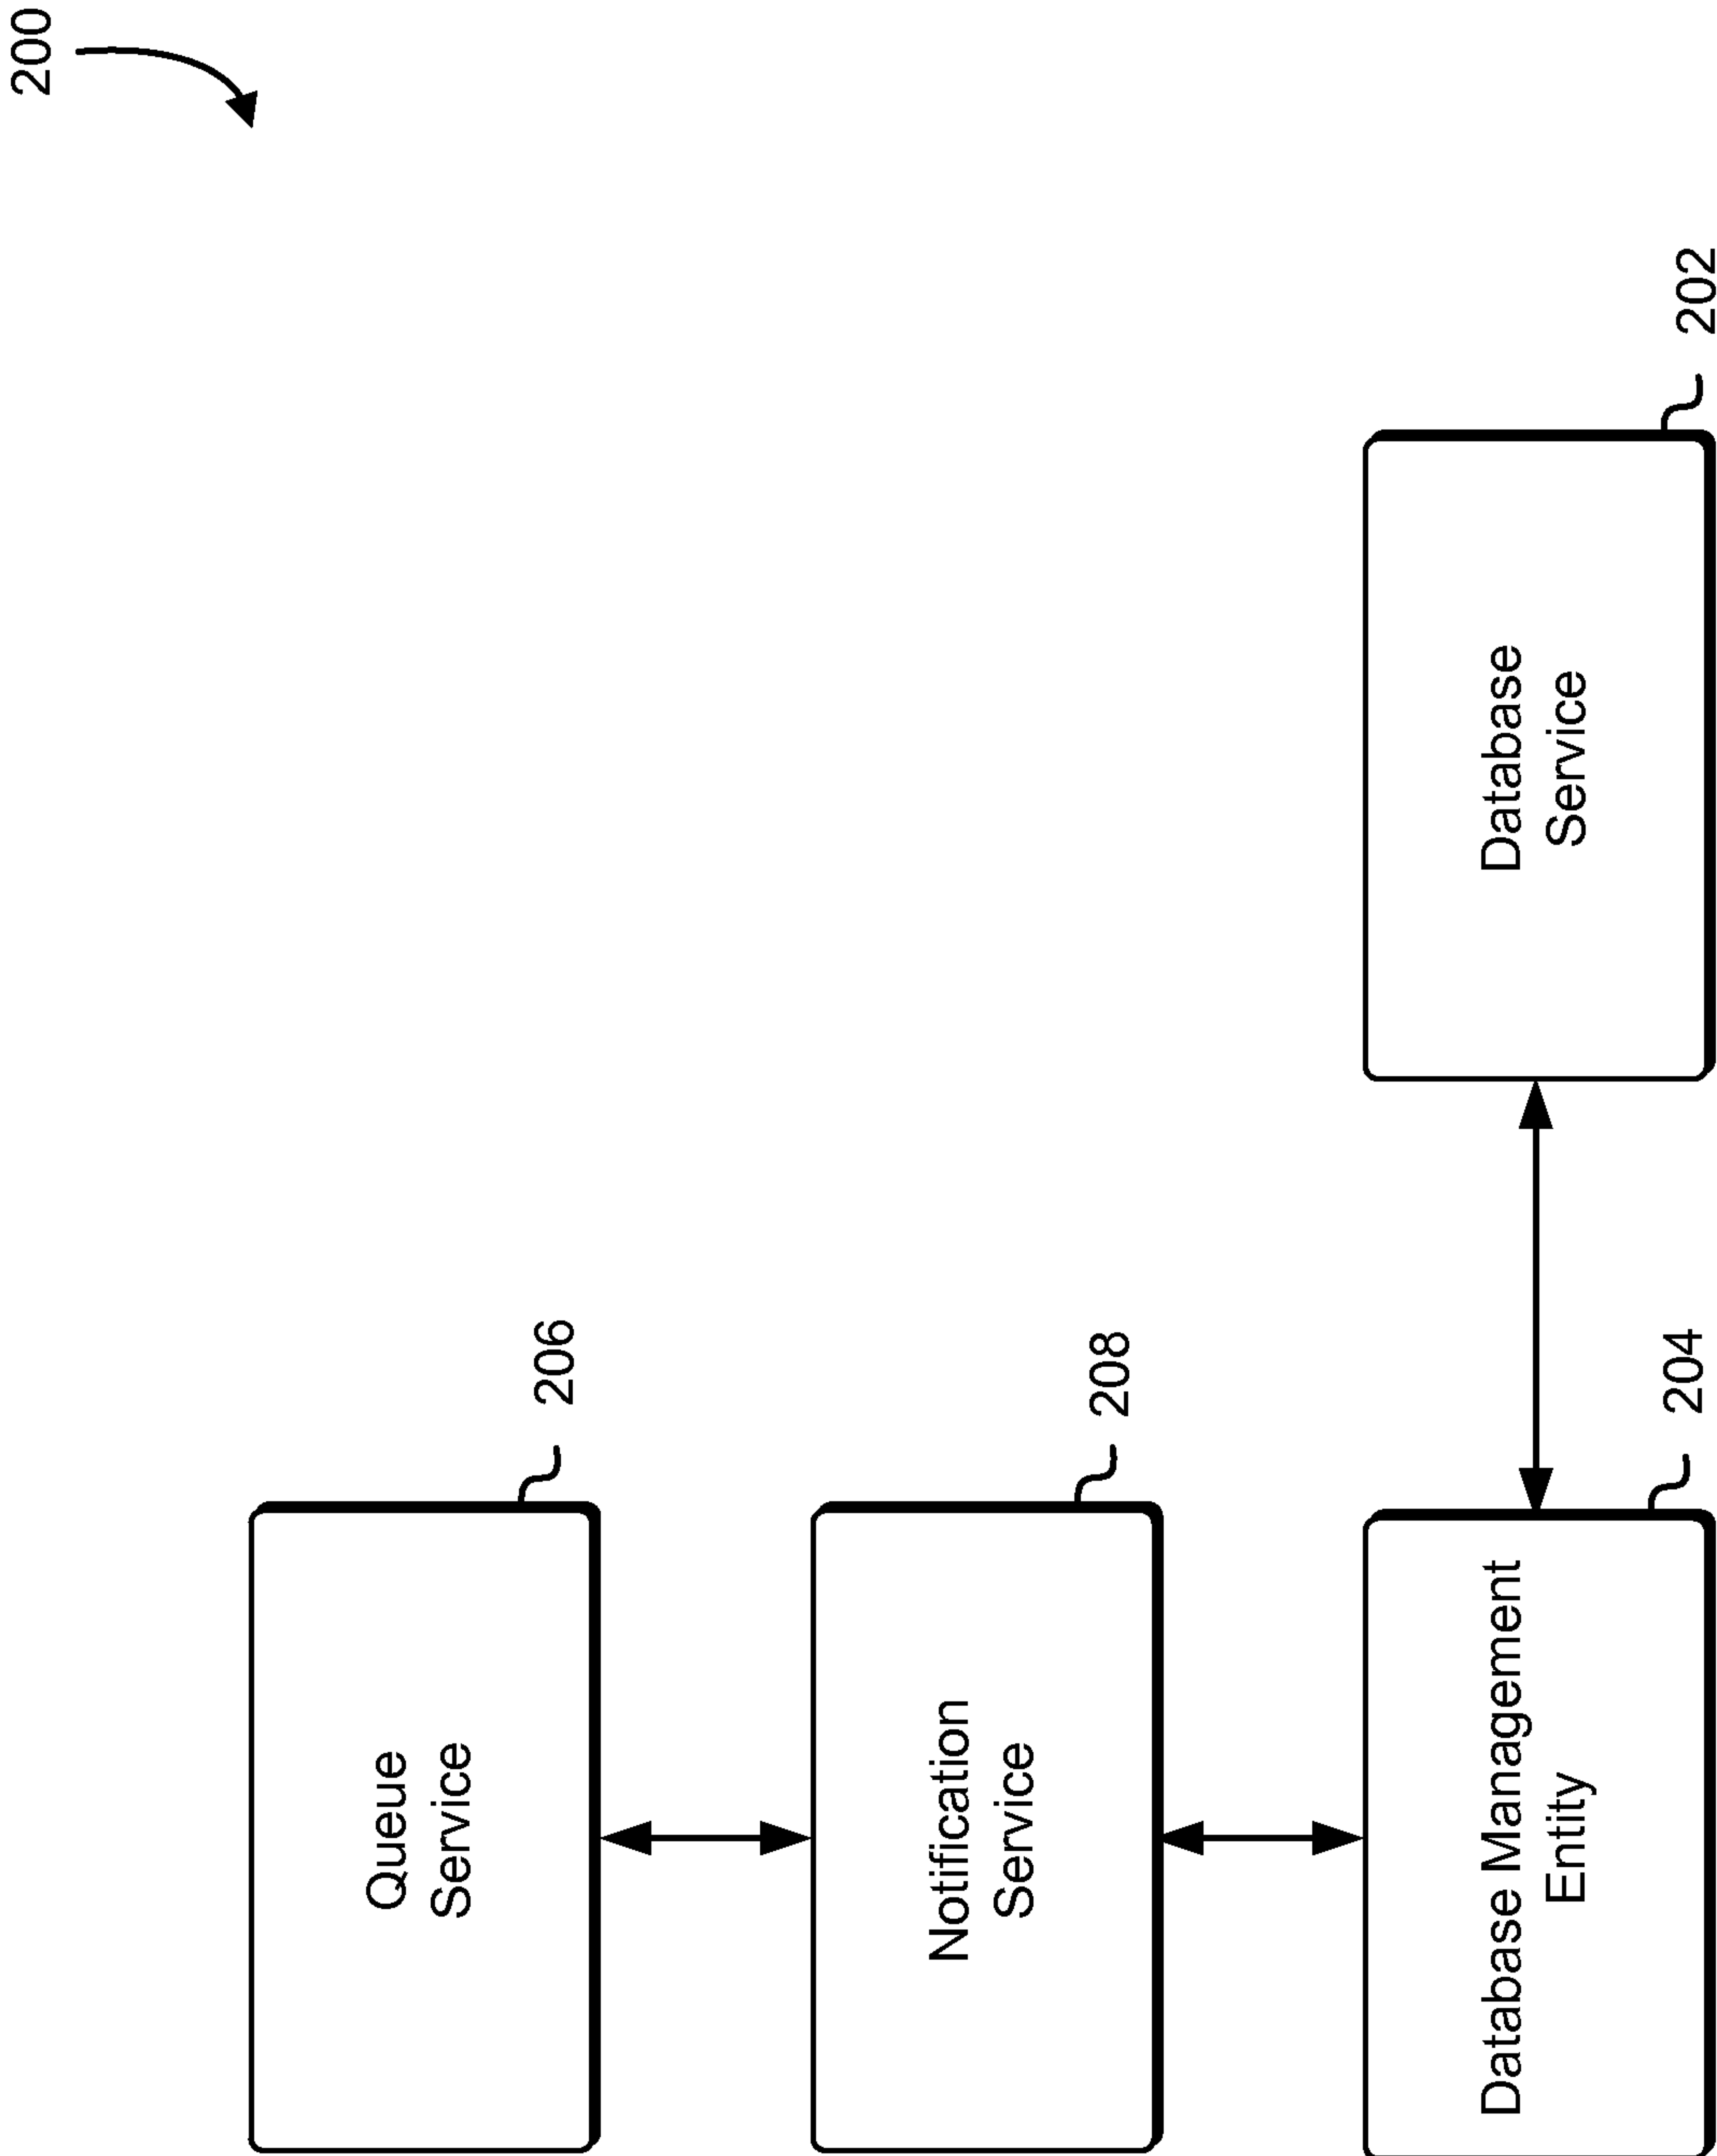 200
Queue
Service
206
Notification
Service
208
Database Management
Entity
204
Database
Service
202